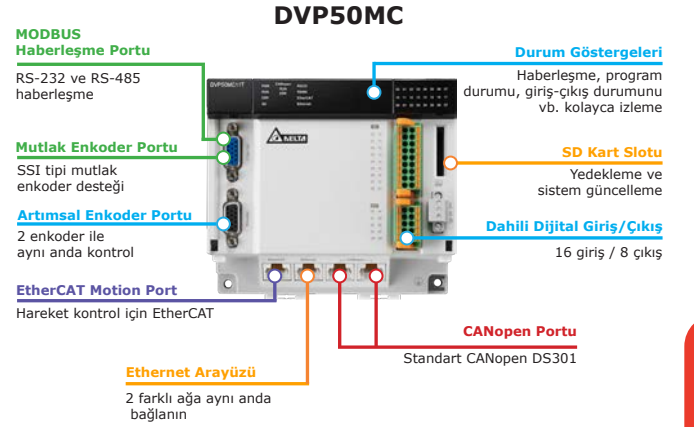 DVP50MC
MODBUS
Haberleşme Portu
RS-232 ve RS-485
haberleşme
Mutlak Enkoder Portu
SSI tipi mutlak
enkoder desteği
Artımsal Enkoder Portu
2 enkoder ile
aynı anda kontrol
EtherCAT Motion Port
Hareket kontrol için EtherCAT
Ethernet Arayüzü
2 farklı ağa aynı anda
bağlanın
Durum Göstergeleri
Haberleşme, program
durumu, giriş-çıkış durumunu
vb. kolayca izleme
SD Kart Slotu
Yedekleme ve
sistem güncelleme
Dahili Dijital Giriş/Çıkış
16 giriş / 8 çıkış
CANopen Portu
Standart CANopen DS301
DELTA